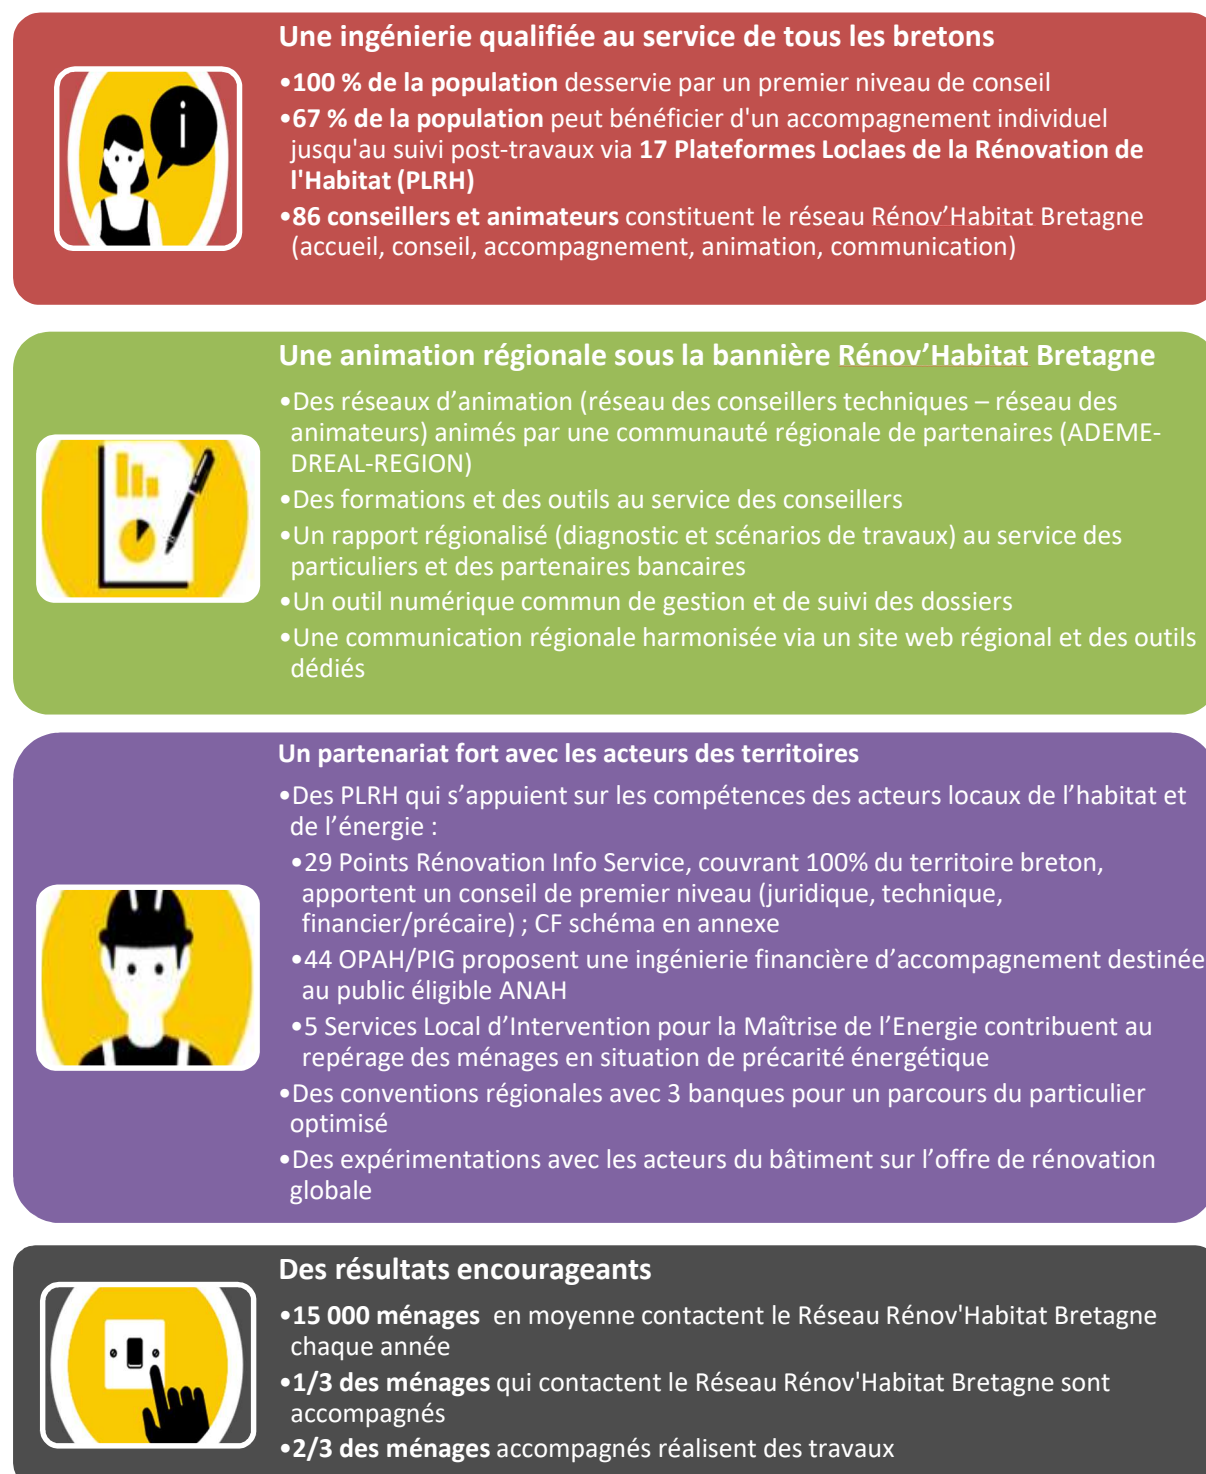 Une ingénierie qualifiée au service de tous les bretons
•100 % de la population desservie par un premier niveau de conseil
•67 % de la population peut bénéficier d'un accompagnement individuel
jusqu'au suivi post-travaux via 17 Plateformes Loclaes de la Rénovation de
l'Habitat (PLRH)
•86 conseillers et animateurs constituent le réseau Rénov’Habitat Bretagne
(accueil, conseil, accompagnement, animation, communication)
i
Une animation régionale sous la bannière Rénov’Habitat Bretagne
•Des réseaux d’animation (réseau des conseillers techniques – réseau des
animateurs) animés par une communauté régionale de partenaires (ADEME-
DREAL-REGION)
•Des formations et des outils au service des conseillers
•Un rapport régionalisé (diagnostic et scénarios de travaux) au service des
particuliers et des partenaires bancaires
•Un outil numérique commun de gestion et de suivi des dossiers
•Une communication régionale harmonisée via un site web régional et des outils
dédiés
Un partenariat fort avec les acteurs des territoires
•Des PLRH qui s’appuient sur les compétences des acteurs locaux de l’habitat et
de l’énergie :
•29 Points Rénovation Info Service, couvrant 100% du territoire breton,
apportent un conseil de premier niveau (juridique, technique,
financier/précaire) ; CF schéma en annexe
•44 OPAH/PIG proposent une ingénierie financière d’accompagnement destinée
au public éligible ANAH
•5 Services Local d’Intervention pour la Maîtrise de l’Energie contribuent au
repérage des ménages en situation de précarité énergétique
•Des conventions régionales avec 3 banques pour un parcours du particulier
optimisé
•Des expérimentations avec les acteurs du bâtiment sur l’offre de rénovation
globale
Des résultats encourageants
•15 000 ménages  en moyenne contactent le Réseau Rénov'Habitat Bretagne
chaque année
•1/3 des ménages qui contactent le Réseau Rénov'Habitat Bretagne sont
accompagnés
•2/3 des ménages accompagnés réalisent des travaux